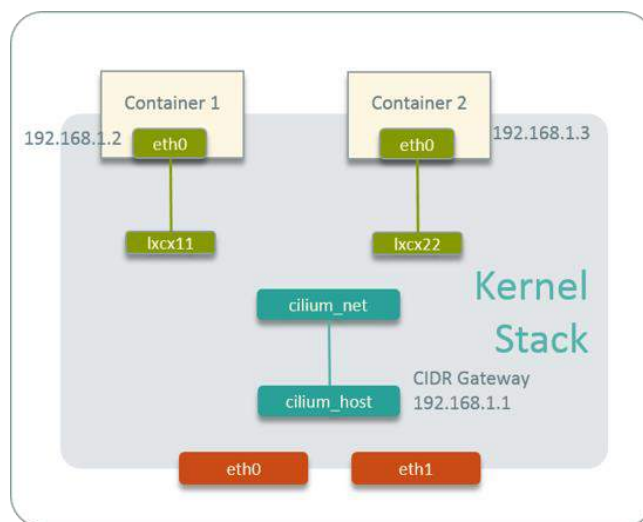 Container 1
Container 2
192.168.1.2
eth0
eth0
192.168.1.3
lxcx11
lxcx22
cilium_net
Kernel
Stack
CIDR Gateway
192.168.1.1
cilium_host
eth0
eth1